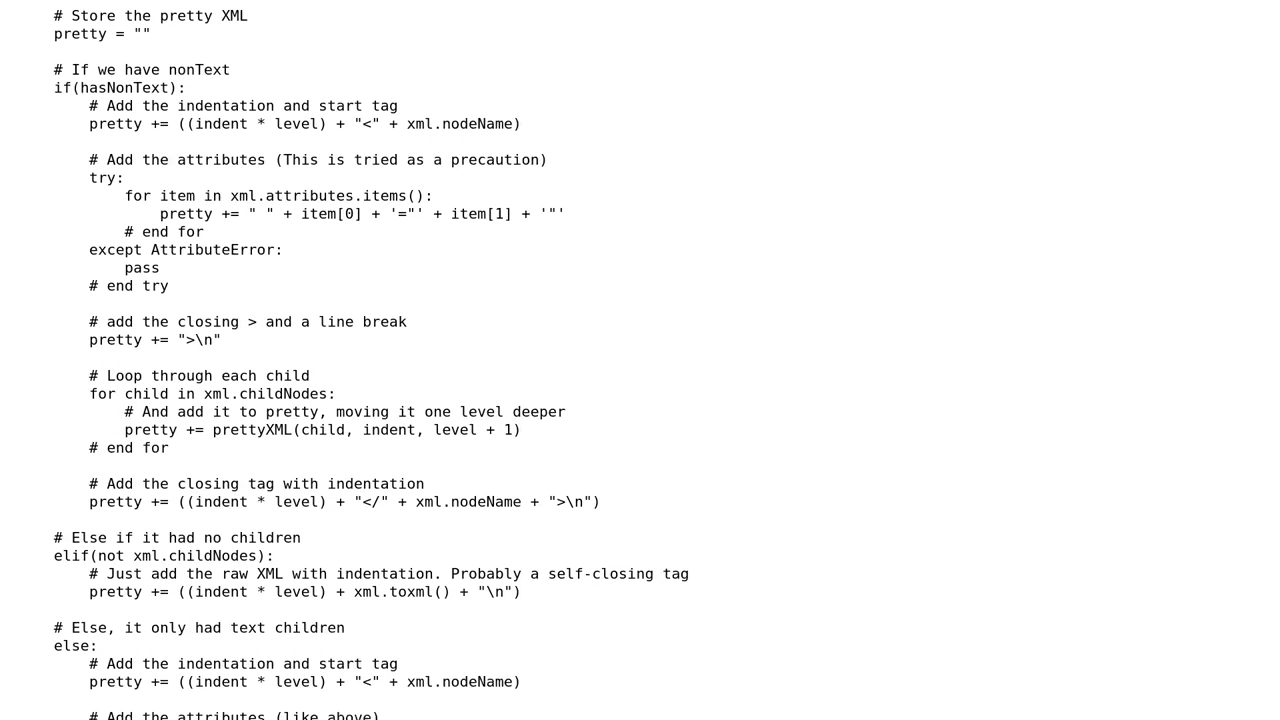 # Store the pretty XML
pretty = ""
# If we have nonText
if(hasNonText):
# Add the indentation and start tag
pretty += ((indent * level) + "<" + xml.nodeName)
# Add the attributes (This is tried as a precaution)
try:
for item in xml.attributes.items():
pretty += " " + item[0] + '="' + item[1] + '"'
# end for
except AttributeError:
pass
# end try
# add the closing > and a line break
pretty += ">\n"
# Loop through each child
for child in xml.childNodes:
# And add it to pretty, moving it one level deeper
pretty += prettyXML(child, indent, level + 1)
# end for
# Add the closing tag with indentation
pretty += ((indent * level) + "</" + xml.nodeName + ">\n")
# Else if it had no children
elif(not xml.childNodes):
# Just add the raw XML with indentation. Probably a self-closing tag
pretty += ((indent * level) + xml.toxml() + "\n")
# Else, it only had text children
else:
# Add the indentation and start tag
pretty += ((indent * level) + "<" + xml.nodeName)
# Add the attributes (like above)